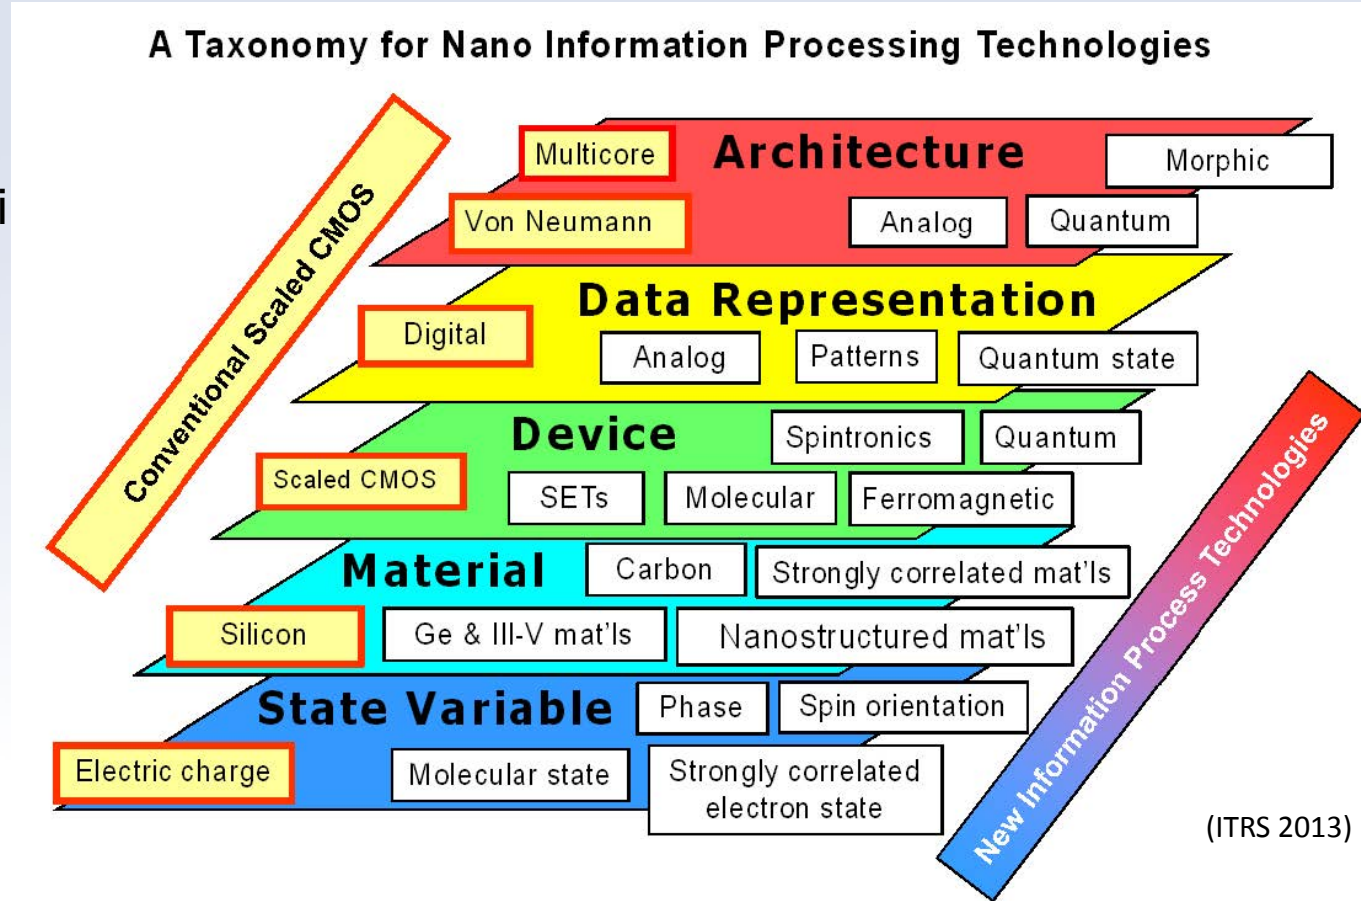 A Taxonomy for Nano Information Processing Technologies
Conventional Scaled CMOS
Multicore
Architecture
Morphic
i
Von Neumann
Analog
Quantum
Data Representation
Digital
Analog
Patterns
Quantum state
Device
Spintronics
Quantum
Scaled CMOS
SETs
Molecular
Ferromagnetic
Material
Carbon
Strongly correlated mat'ls
Silicon
Ge & III-V mat'ls
Nanostructured mat'ls
State Variable
Phase
Spin orientation
Electric charge
Molecular state
Strongly correlated
electron state
New Information Process Technologies
(ITRS 2013)